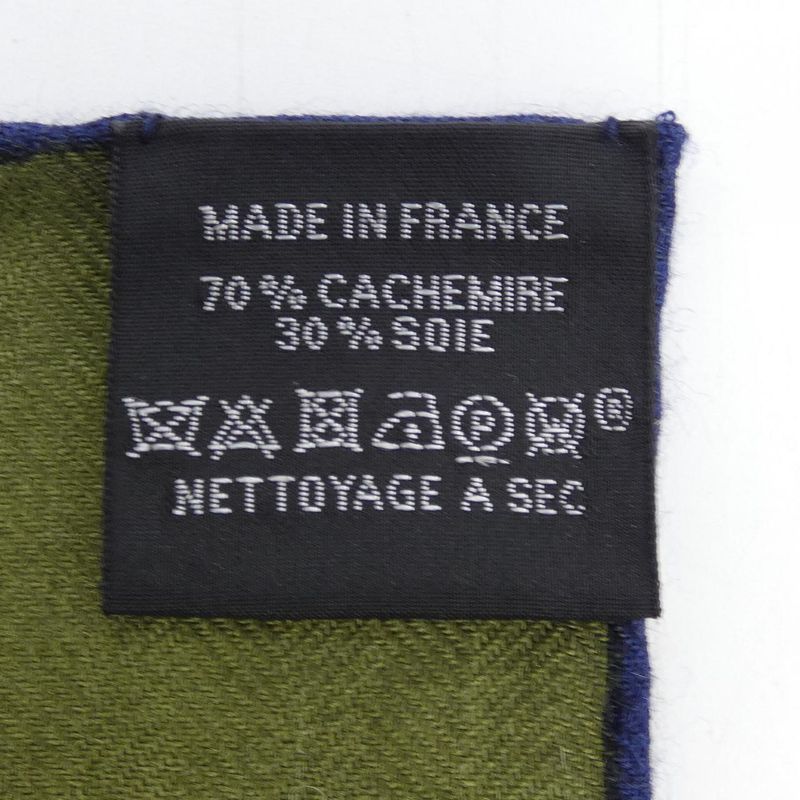 MADE IN FRANCE
70% CACHEMIRE
30% SOIE
P ®
NETTOYAGE A SEC